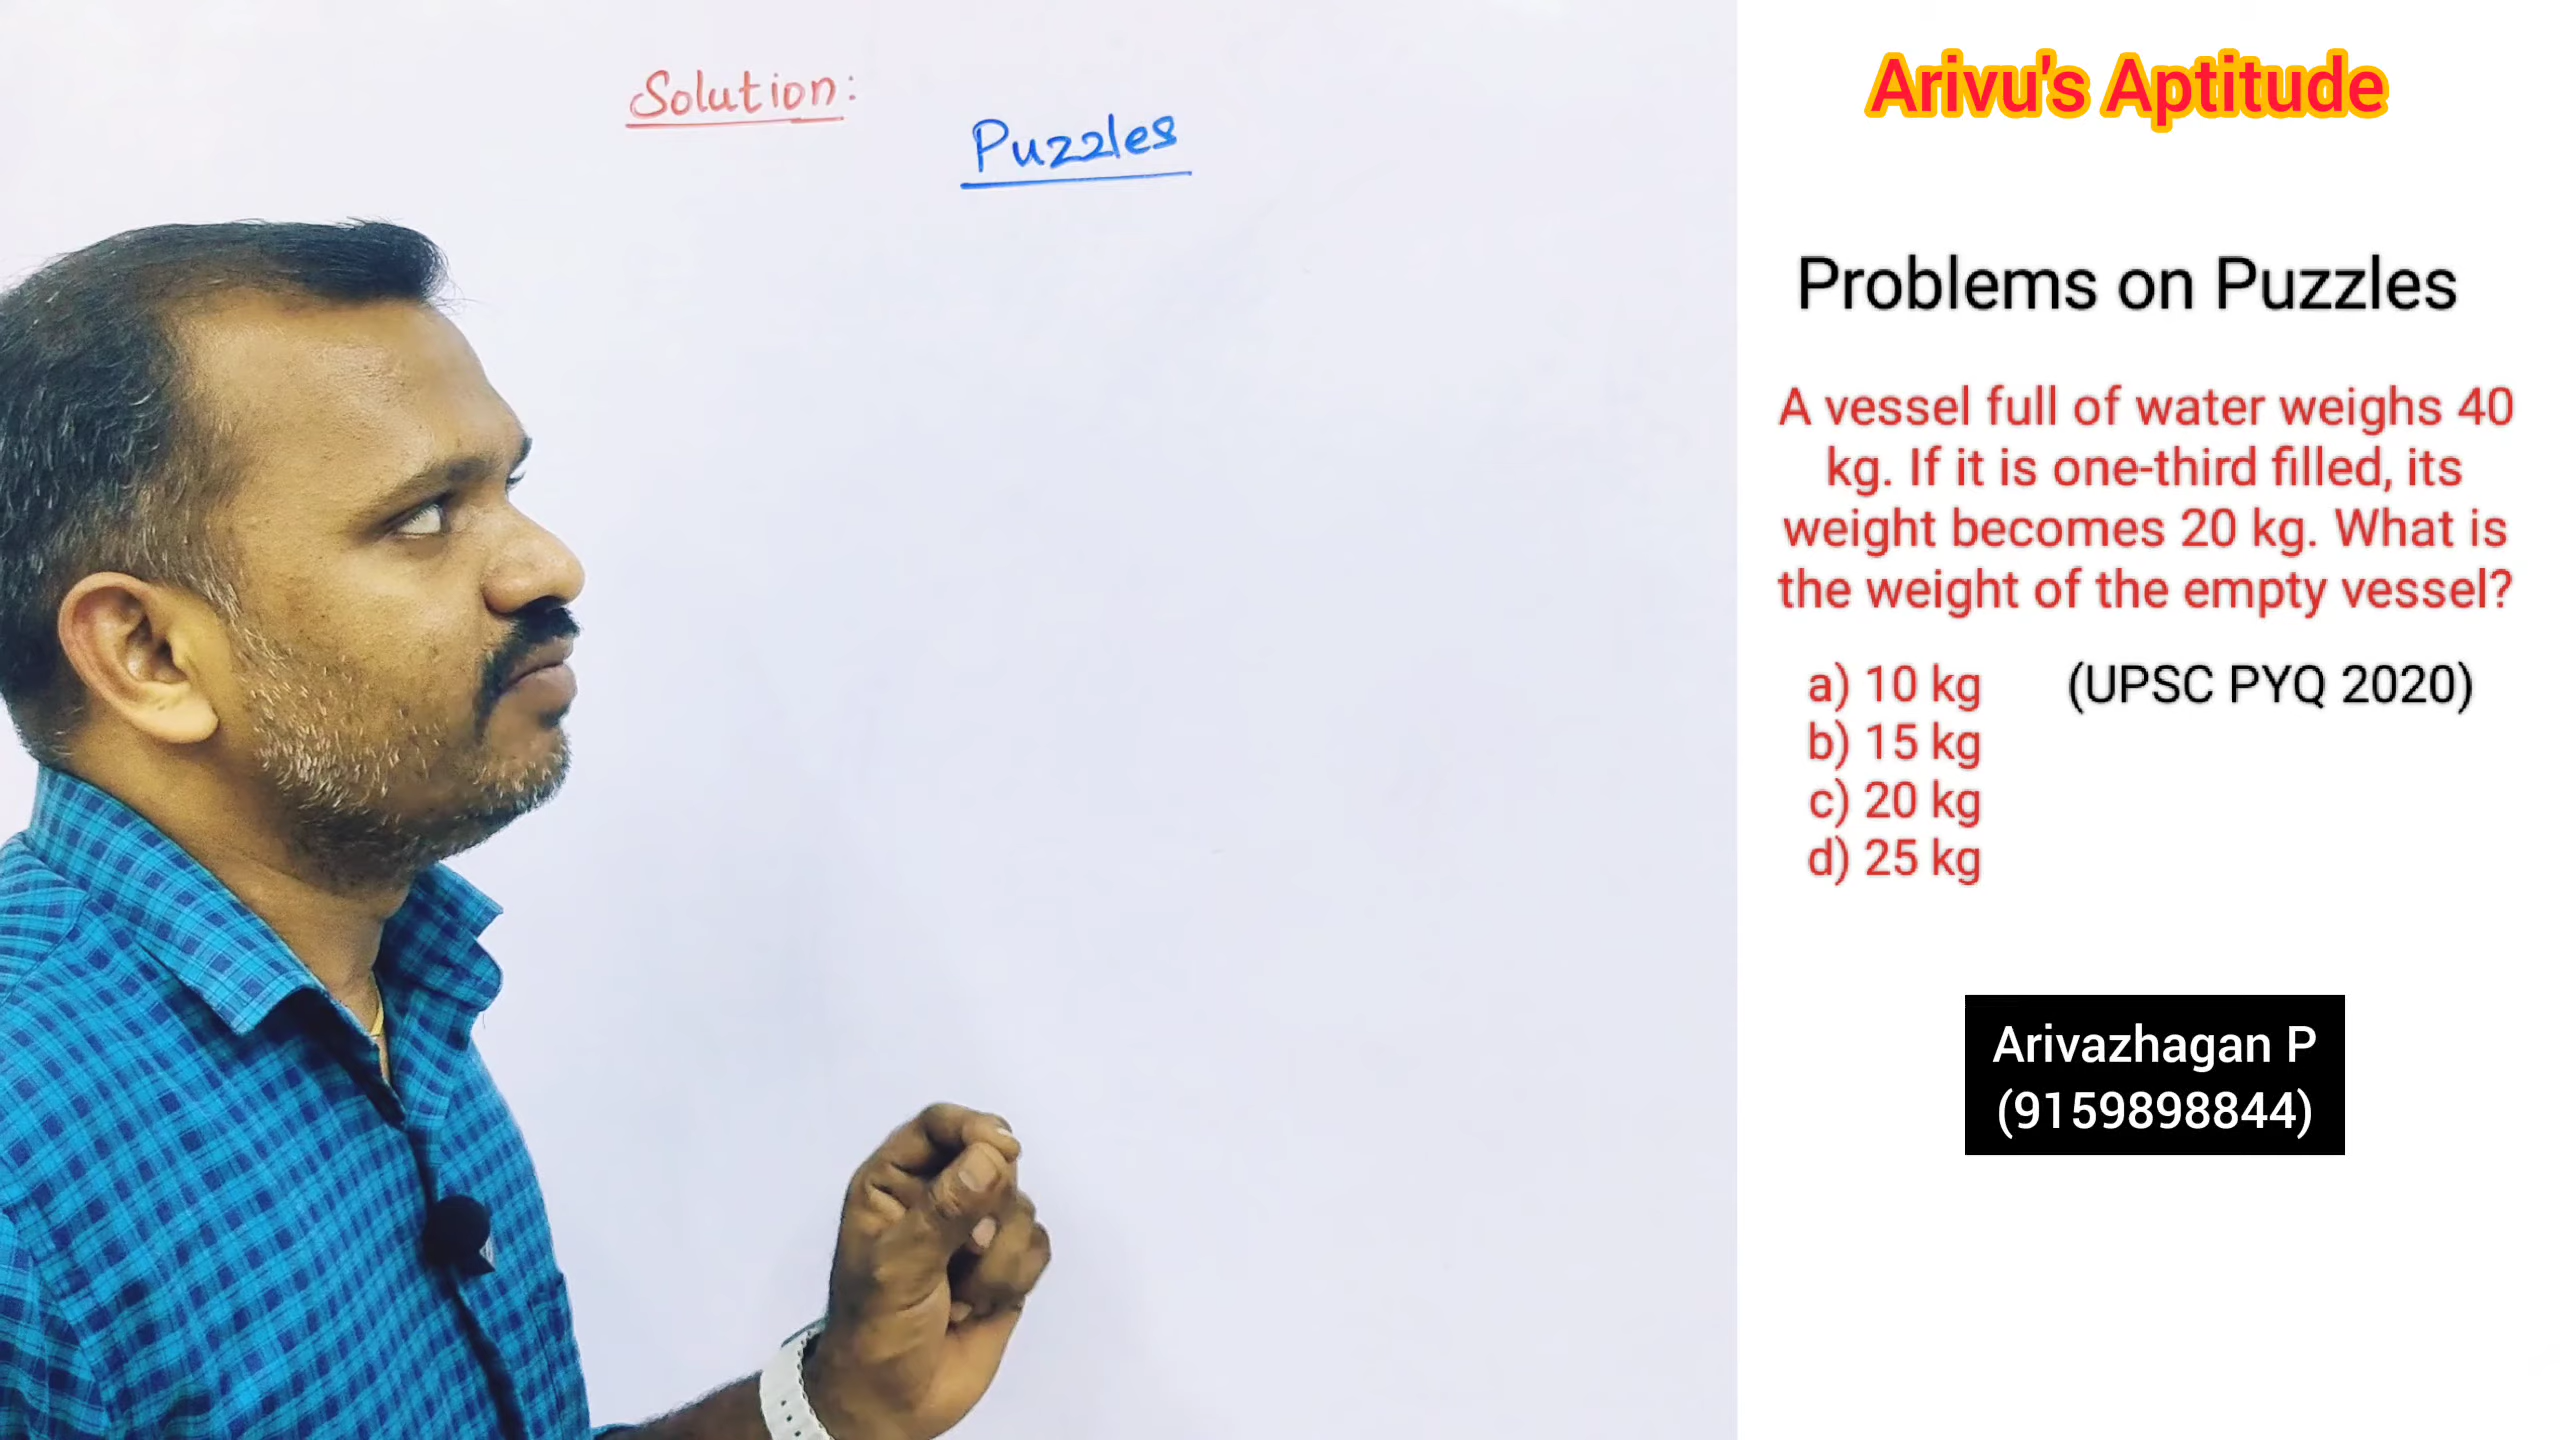 Solution:
Puzzles
Arivu's Aptitude
Problems on Puzzles
A vessel full of water weighs 40
kg. If it is one-third filled, its
weight becomes 20 kg. What is
the weight of the empty vessel?
a) 10 kg (UPSC PYQ 2020)
b) 15 kg
c) 20 kg
d) 25 kg
Arivazhagan P
(9159898844)